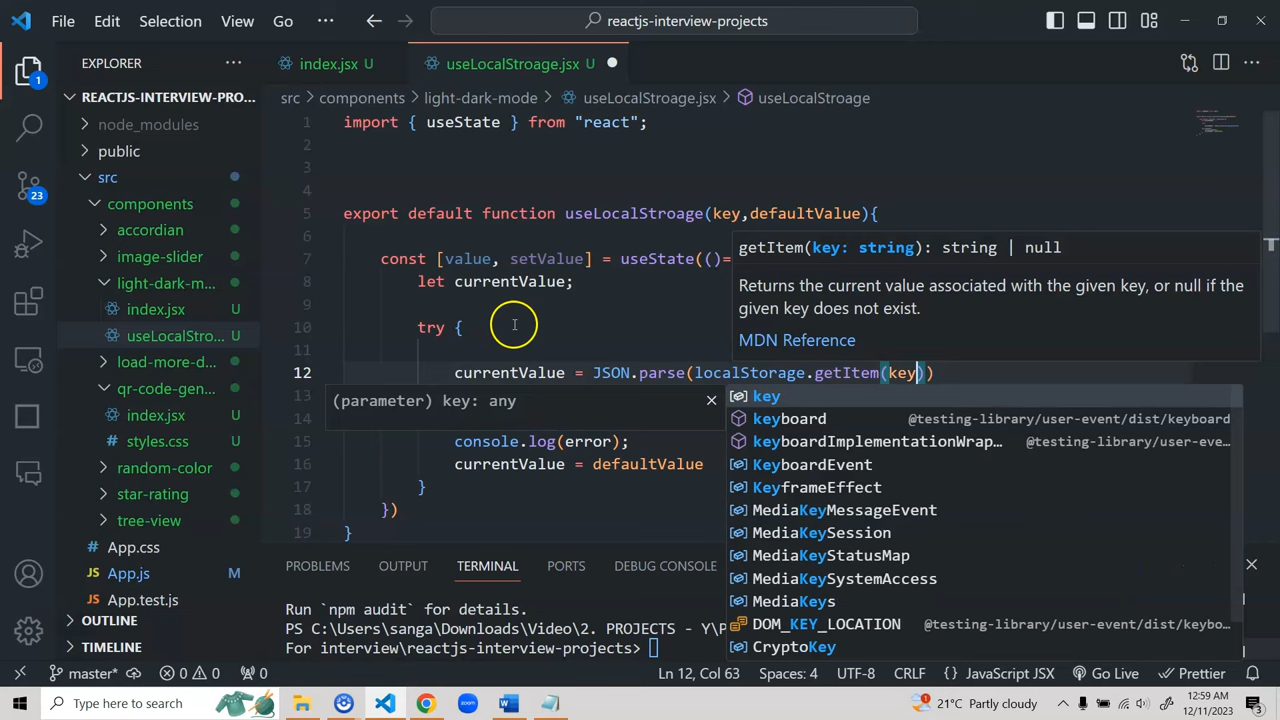 File Edit Selection View Go ··· reactjs-interview-projects
EXPLORER ···
REACTJS-INTERVIEW-PRO...
node_modules
public
src
components
accordian
image-slider
light-dark-m...
index.jsx U
useLocalStro... U
load-more-d...
qr-code-gen...
index.jsx U
styles.css U
random-color
star-rating
tree-view
App.css
App.js M
App.test.js
OUTLINE
TIMELINE
1
23
index.jsx U useLocalStroage.jsx U
src > components > light-dark-mode > useLocalStroage.jsx > useLocalStroage
1 import { useState } from "react";
2
3
4
5 export default function useLocalStroage(key,defaultValue){
6
7 const [value, setValue] = useState(()=
8 let currentValue;
9
10 try {
11
12 currentValue = JSON.parse(localStorage.getItem(key))
15 console.log(error);
16 currentValue = defaultValue
17 }
18 })
19 }
getItem(key: string): string | null
Returns the current value associated with the given key, or null if the
given key does not exist.
MDN Reference
(parameter) key: any
key
keyboard @testing-library/user-event/dist/keyboard
keyboardImplementationWrap... @testing-library/user-eve...
KeyboardEvent
KeyframeEffect
MediaKeyMessageEvent
MediaKeySession
MediaKeyStatusMap
MediaKeySystemAccess
MediaKeys
DOM_KEY_LOCATION @testing-library/user-event/dist/keybo...
CryptoKey
PROBLEMS OUTPUT TERMINAL PORTS DEBUG CONSOLE
Run `npm audit` for details.
PS C:\Users\sanga\Downloads\Video\2. PROJECTS - Y\P
For interview\reactjs-interview-projects>
master* 0 0 0 Ln 12, Col 63 Spaces: 4 UTF-8 CRLF {} JavaScript JSX Go Live Prettier
Type here to search 1 21°C Partly cloudy 12:59 AM
12/11/2023 3